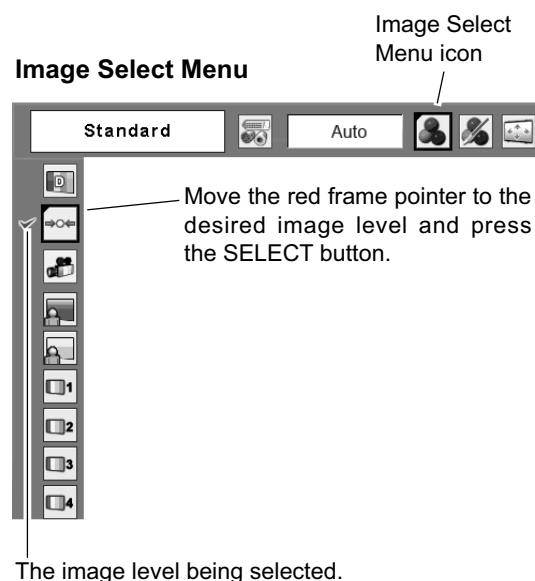 Image Select
Menu icon
Image Select Menu
Standard
Auto
D
Move the red frame pointer to the
desired image level and press
the SELECT button.
1
2
3
4
The image level being selected.